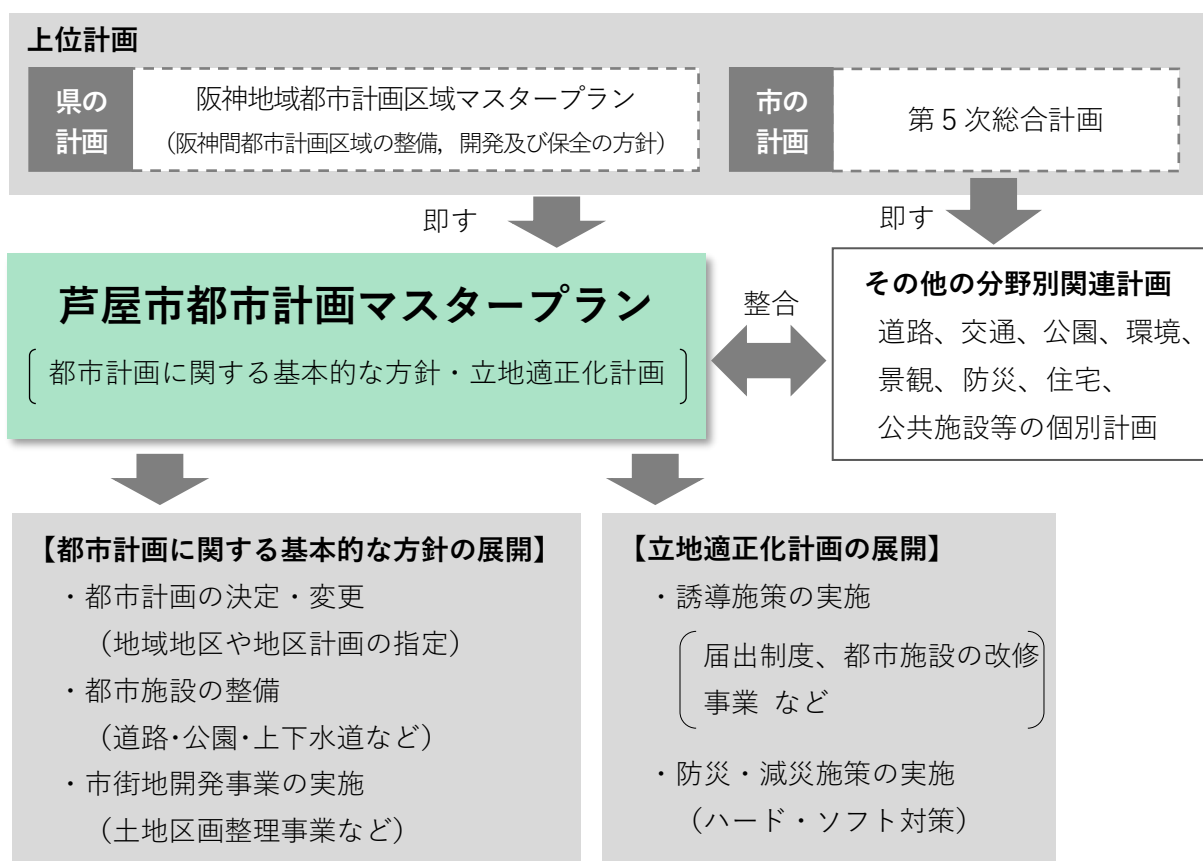 上位計画
県の
計画
阪神地域都市計画区域マスタープラン
（阪神間都市計画区域の整備，開発及び保全の方針）
市の
計画
第５次総合計画
即す
即す
芦屋市都市計画マスタープラン
都市計画に関する基本的な方針・立地適正化計画
整合
その他の分野別関連計画
道路、交通、公園、環境、
景観、防災、住宅、
公共施設等の個別計画
【都市計画に関する基本的な方針の展開】
・都市計画の決定・変更
（地域地区や地区計画の指定）
・都市施設の整備
（道路･公園･上下水道など）
・市街地開発事業の実施
（土地区画整理事業など）
【立地適正化計画の展開】
・誘導施策の実施
届出制度、都市施設の改修
事業 など
・防災・減災施策の実施
（ハード・ソフト対策）